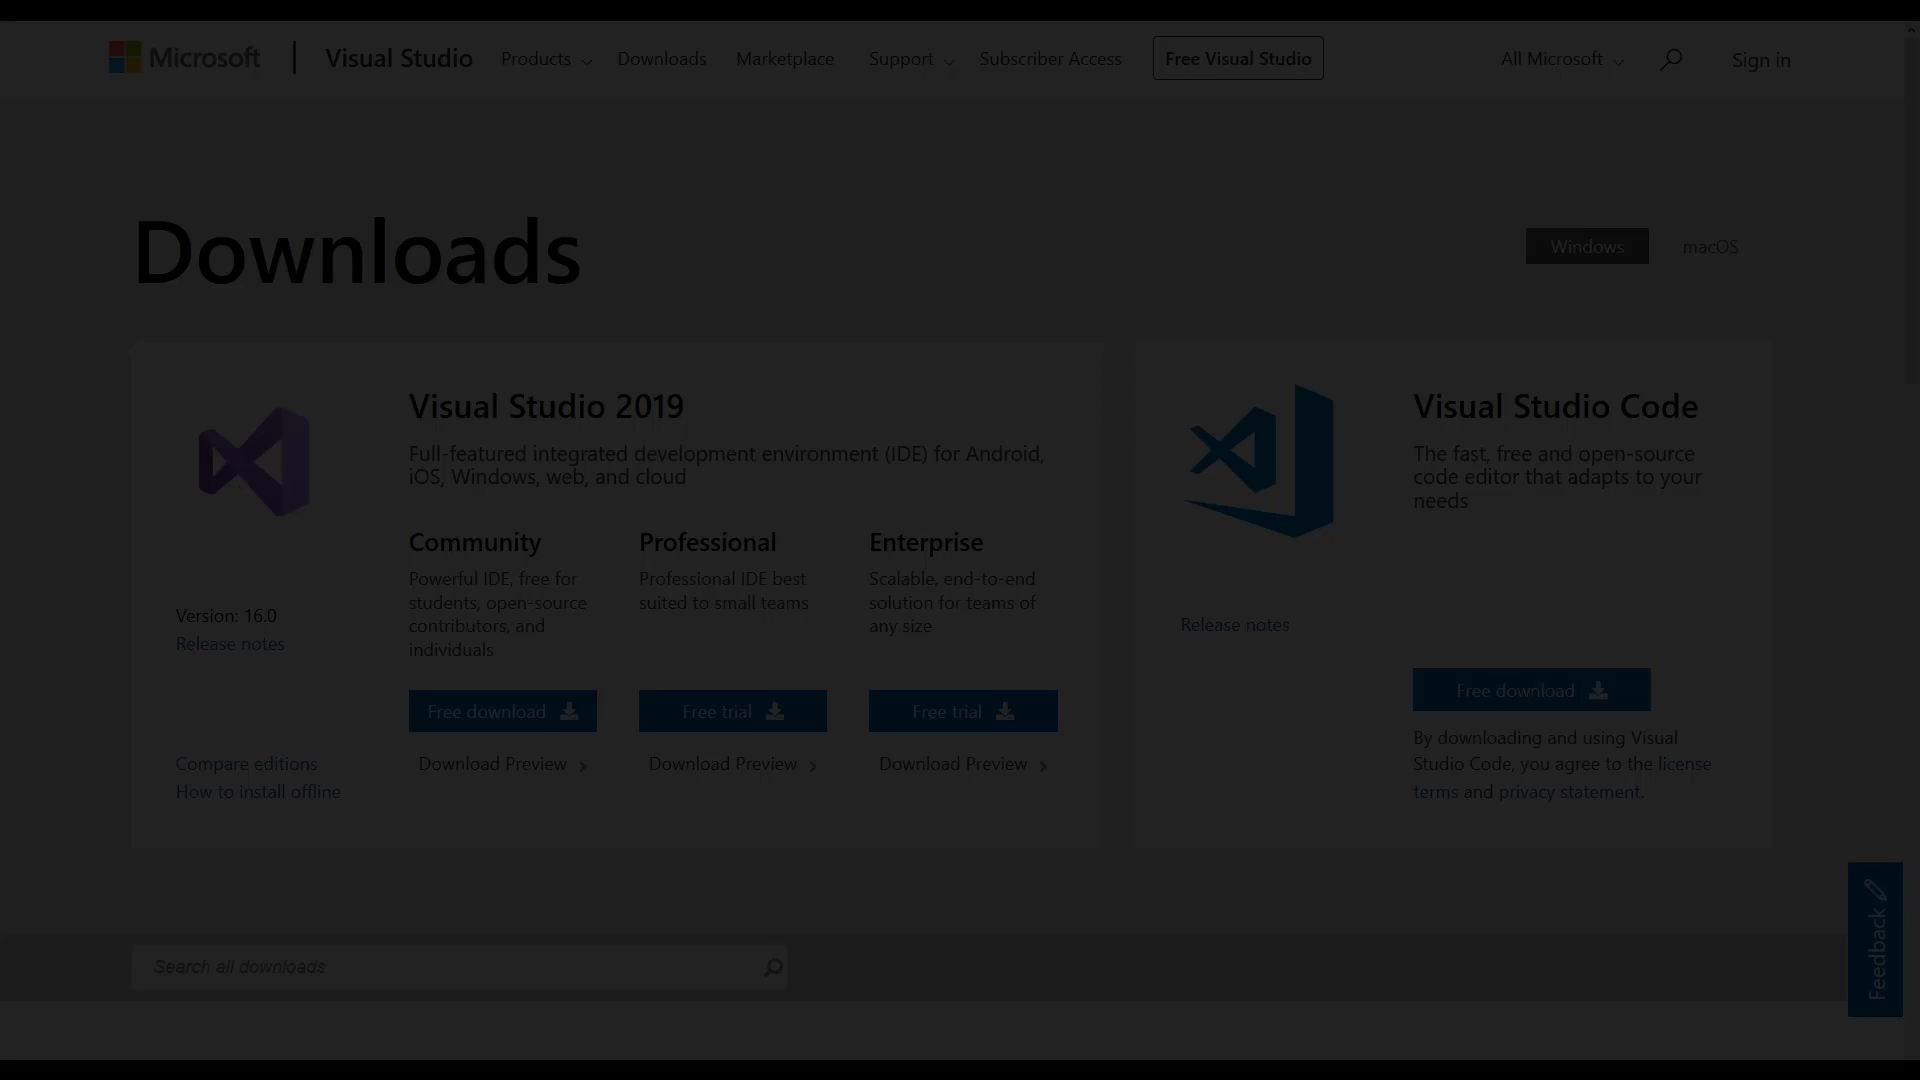 Microsoft
Visual Studio
Products
Downloads
Marketplace
Support
Subscriber Access
Free Visual Studio
All Microsoft
Sign in
Downloads
Windows
macOS
Visual Studio 2019
Full-featured integrated development environment (IDE) for Android,
iOS, Windows, web, and cloud
Version: 16.0
Release notes
Compare editions
How to install offline
Community
Powerful IDE, free for
students, open-source
contributors, and
individuals
Free download
Download Preview
Professional
Professional IDE best
suited to small teams
Free trial
Download Preview
Enterprise
Scalable, end-to-end
solution for teams of
any size
Free trial
Download Preview
Visual Studio Code
The fast, free and open-source
code editor that adapts to your
needs
Release notes
Free download
By downloading and using Visual
Studio Code, you agree to the license
terms and privacy statement.
Feedback
Search all downloads